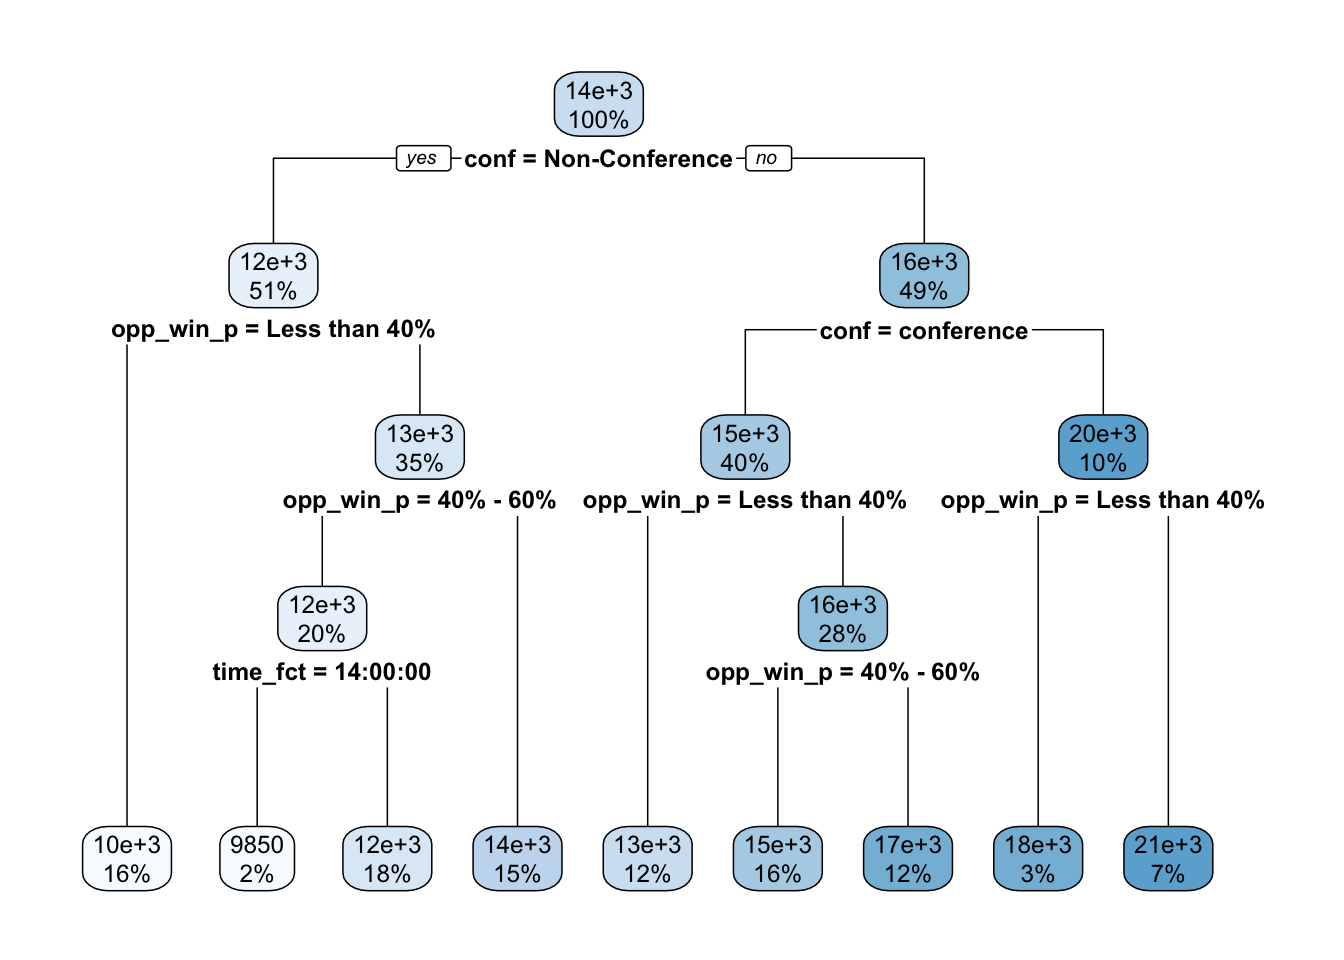 14e+3
100%
yes
conf = Non-Conference
no
12e+3
51%
16e+3
49%
opp_win_p = Less than 40%
conf = conference
13e+3
35%
15e+3
40%
20e+3
10%
opp_win_p = 40% - 60%
opp_win_p = Less than 40%
opp_win_p = Less than 40%
12e+3
20%
16e+3
28%
time_fct = 14:00:00
opp_win_p = 40% - 60%
10e+3
16%
9850
2%
12e+3
18%
14e+3
15%
13e+3
12%
15e+3
16%
17e+3
12%
18e+3
3%
21e+3
7%